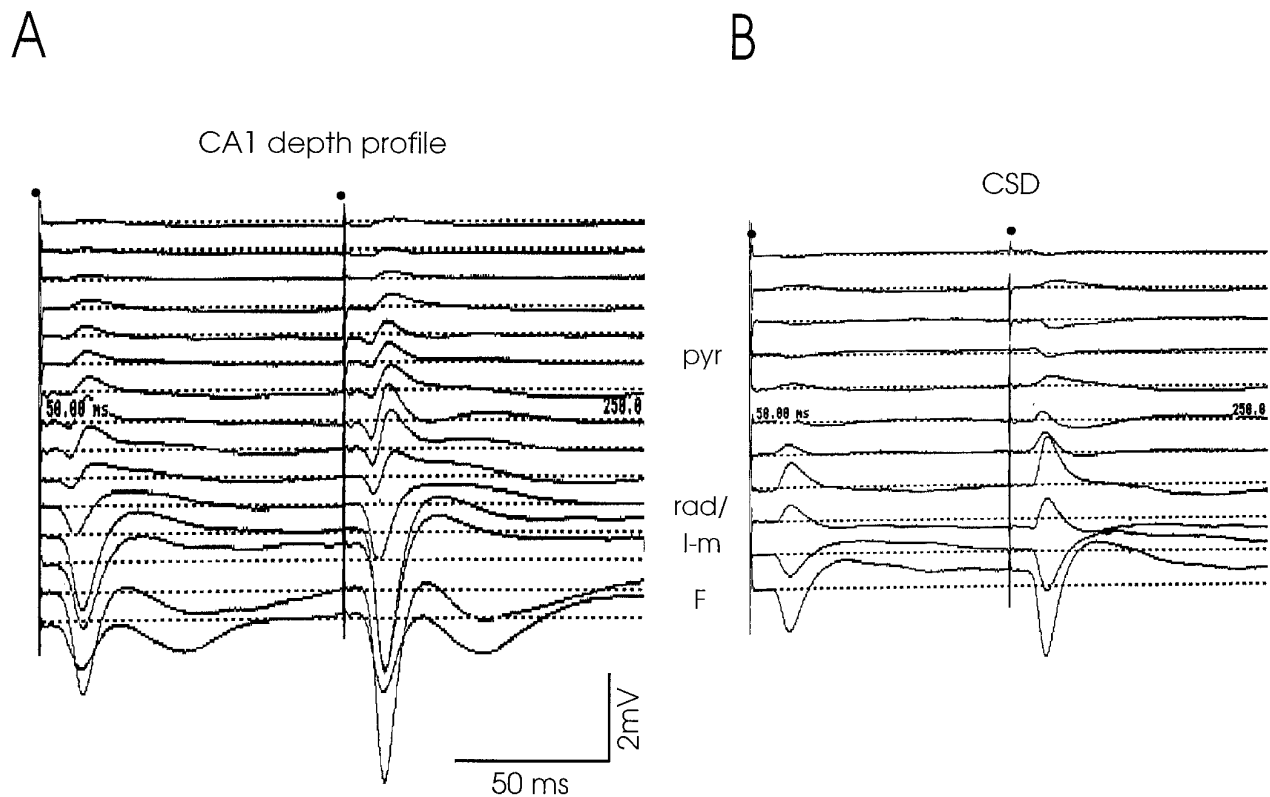 A
B
CA1 depth profile
CSD
pyr
50.00 ms
250.0
50.00 ms
250.0
rad/
l-m
F
2mV
50 ms